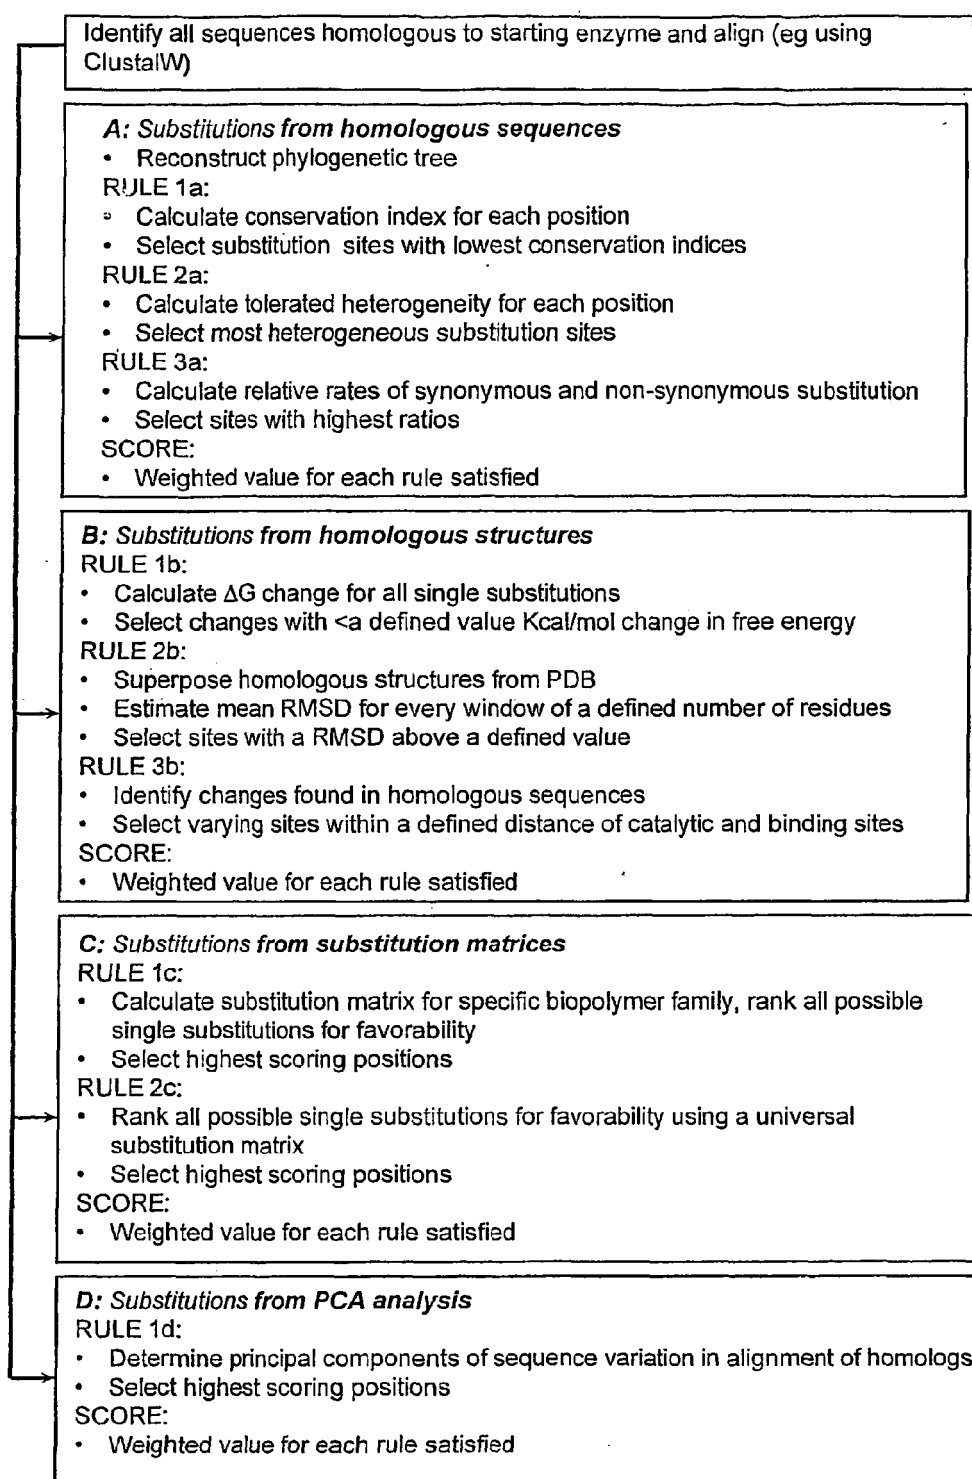 Identify all sequences homologous to starting enzyme and align (eg using
ClustalW)
A: Substitutions from homologous sequences
• Reconstruct phylogenetic tree
RULE 1a:
• Calculate conservation index for each position
• Select substitution sites with lowest conservation indices
RULE 2a:
• Calculate tolerated heterogeneity for each position
• Select most heterogeneous substitution sites
RULE 3a:
• Calculate relative rates of synonymous and non-synonymous substitution
• Select sites with highest ratios
SCORE:
• Weighted value for each rule satisfied
B: Substitutions from homologous structures
RULE 1b:
• Calculate ΔG change for all single substitutions
• Select changes with <a defined value Kcal/mol change in free energy
RULE 2b:
• Superpose homologous structures from PDB
• Estimate mean RMSD for every window of a defined number of residues
• Select sites with a RMSD above a defined value
RULE 3b:
• Identify changes found in homologous sequences
• Select varying sites within a defined distance of catalytic and binding sites
SCORE:
• Weighted value for each rule satisfied
C: Substitutions from substitution matrices
RULE 1c:
• Calculate substitution matrix for specific biopolymer family, rank all possible
single substitutions for favorability
• Select highest scoring positions
RULE 2c:
• Rank all possible single substitutions for favorability using a universal
substitution matrix
• Select highest scoring positions
SCORE:
• Weighted value for each rule satisfied
D: Substitutions from PCA analysis
RULE 1d:
• Determine principal components of sequence variation in alignment of homologs
• Select highest scoring positions
SCORE:
• Weighted value for each rule satisfied